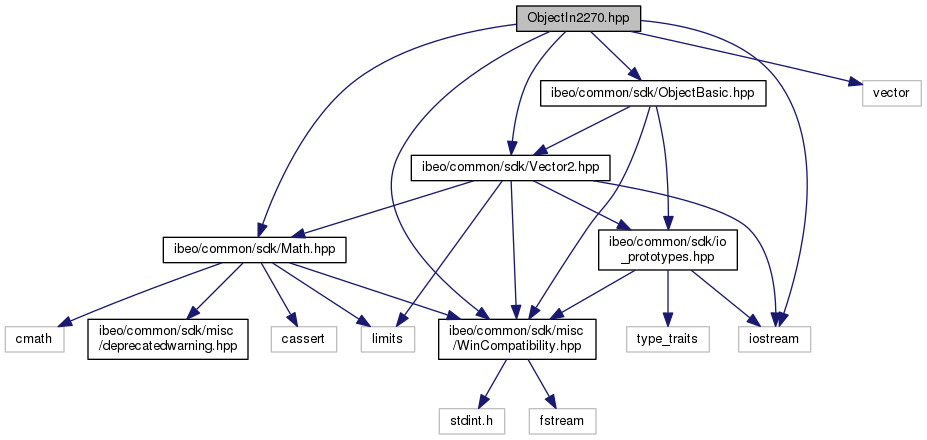 ObjectIn2270.hpp
ibeo/common/sdk/ObjectBasic.hpp
vector
ibeo/common/sdk/Vector2.hpp
ibeo/common/sdk/Math.hpp
ibeo/common/sdk/io
_prototypes.hpp
cmath
ibeo/common/sdk/misc
/deprecatedwarning.hpp
cassert
limits
ibeo/common/sdk/misc
/WinCompatibility.hpp
type_traits
iostream
stdint.h
fstream